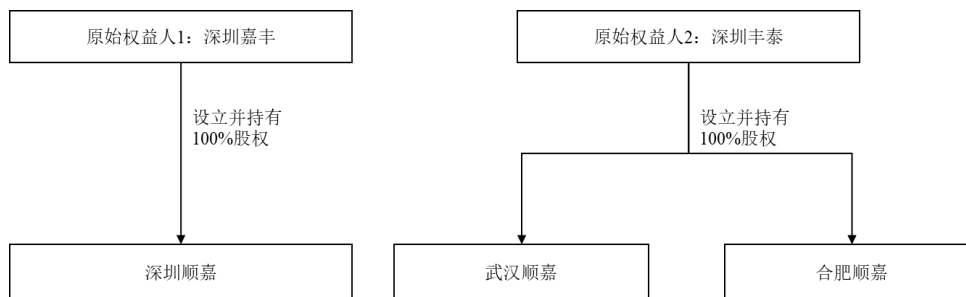 原始权益人1：深圳嘉丰
原始权益人2：深圳丰泰
设立并持有
100%股权
设立并持有
100%股权
深圳顺嘉
武汉顺嘉
合肥顺嘉